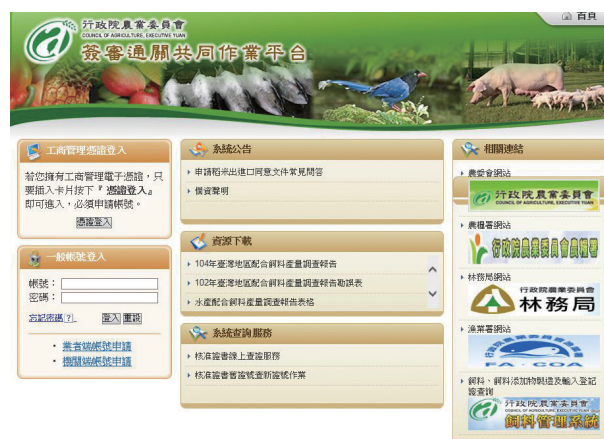 行政院農業委員會
COUNCIL OF AGRICULTURE, EXECUTIVE YUAN
簽審通關共同作業平台
首頁
工商管理憑證登入
若您擁有工商管理電子憑證，只
要插入卡片按下『憑證登入』
即可進入，必須申請帳號。
憑證登入
一般帳號登入
帳號：
密碼：
忘記密碼？
登入 重設
業者端帳號申請
機關端帳號申請
系統公告
申請稻米出進口同意文件常見問答
個資聲明
資源下載
104年臺灣地區配合飼料產量調查報告
102年臺灣地區配合飼料產量調查報告勘誤表
水產配合飼料產量調查報告表格
系統查詢服務
核准證書線上查證服務
核准證書舊證號查新證號作業
相關連結
農委會網站
行政院農業委員會
COUNCIL OF AGRICULTURE, EXECUTIVE YUAN
農糧署網站
行政院農業委員會農糧署
林務局網站
行政院農業委員會
林務局
漁業署網站
FA-COA
飼料、飼料添加物製造及輸入登記
證查詢
行政院農業委員會
COUNCIL OF AGRICULTURE, EXECUTIVE YUAN
飼料管理系統